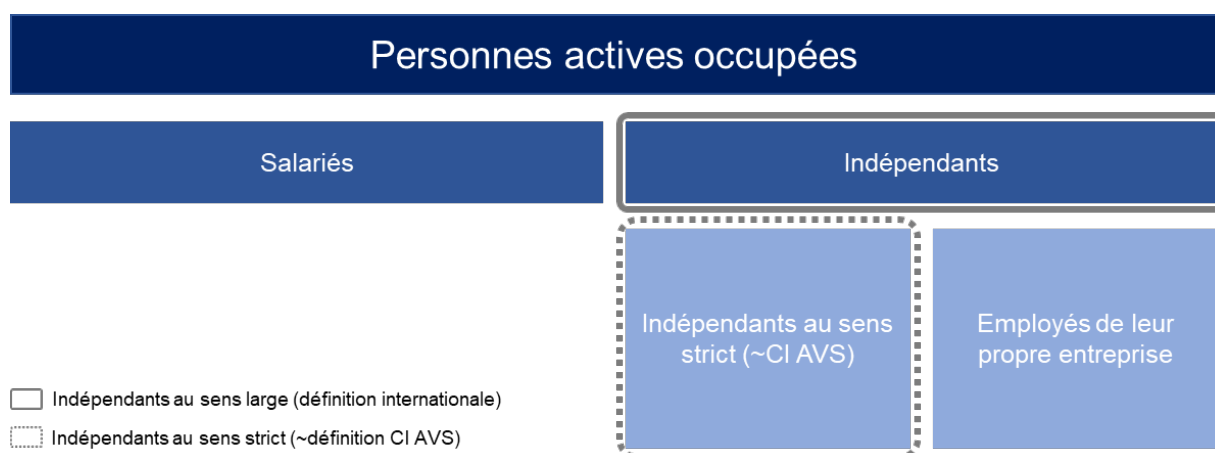 Personnes actives occupées
Salariés
Indépendants
Indépendants au sens
strict (~CI AVS)
Employés de leur
propre entreprise
Indépendants au sens large (définition internationale)
Indépendants au sens strict (~définition CI AVS)